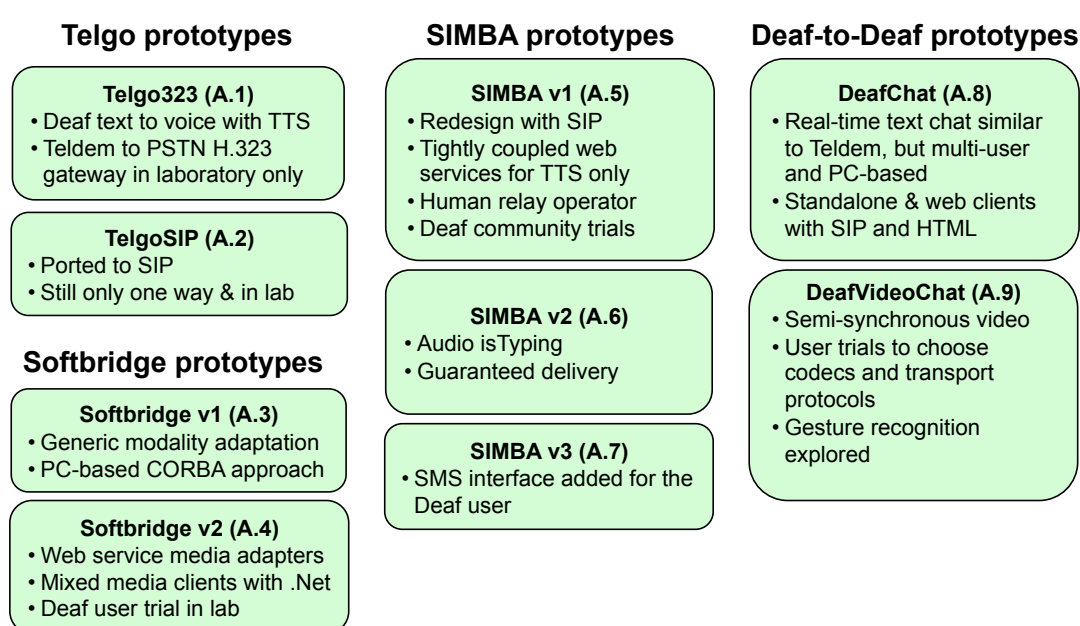 Telgo prototypes
Telgo323 (A.1)
• Deaf text to voice with TTS
• Teldem to PSTN H.323
gateway in laboratory only
TelgoSIP (A.2)
• Ported to SIP
• Still only one way & in lab
Softbridge prototypes
Softbridge v1 (A.3)
• Generic modality adaptation
• PC-based CORBA approach
Softbridge v2 (A.4)
• Web service media adapters
• Mixed media clients with .Net
• Deaf user trial in lab
SIMBA prototypes
SIMBA v1 (A.5)
• Redesign with SIP
• Tightly coupled web
services for TTS only
• Human relay operator
• Deaf community trials
SIMBA v2 (A.6)
• Audio isTyping
• Guaranteed delivery
SIMBA v3 (A.7)
• SMS interface added for the
Deaf user
Deaf-to-Deaf prototypes
DeafChat (A.8)
• Real-time text chat similar
to Teldem, but multi-user
and PC-based
• Standalone & web clients
with SIP and HTML
DeafVideoChat (A.9)
• Semi-synchronous video
• User trials to choose
codecs and transport
protocols
• Gesture recognition
explored